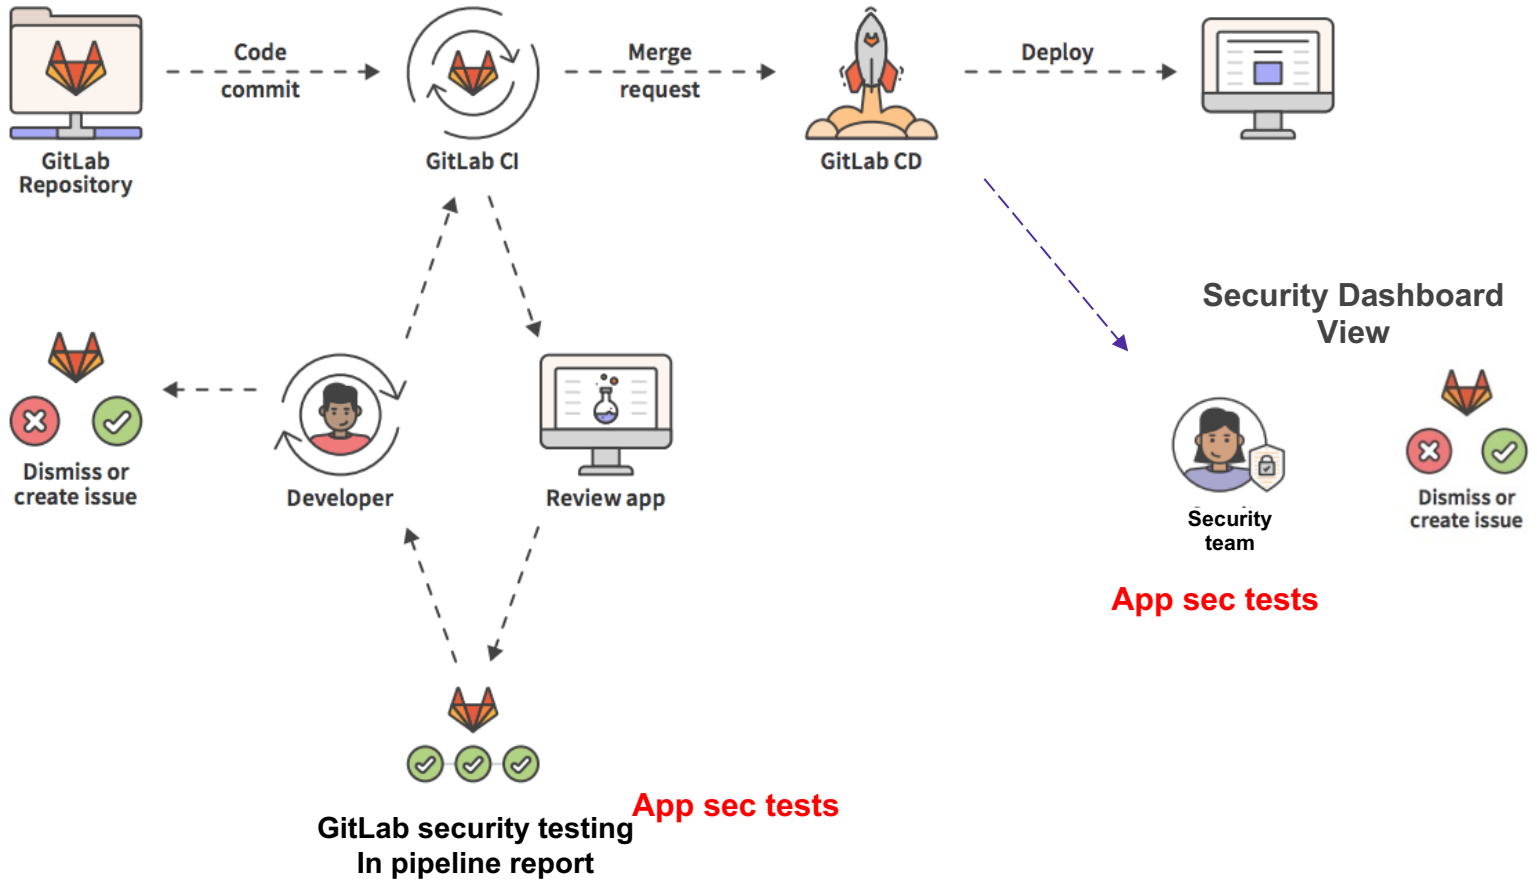 Code
commit
Merge
request
Deploy
GitLab
Repository
GitLab CI
GitLab CD
Security Dashboard
View
Dismiss or
create issue
Developer
Review app
Security
team
Dismiss or
create issue
App sec tests
App sec tests
GitLab security testing
In pipeline report